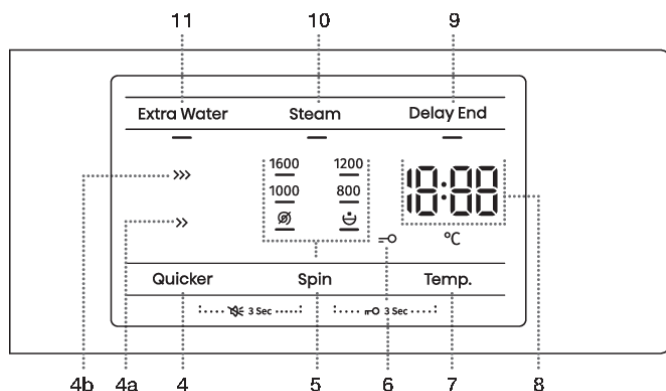 11 10 9
Extra Water Steam Delay End
1600 1200
1000 800
18:88
°C
Quicker Spin Temp.
3 Sec 3 Sec
4b 4a 4 5 6 7 8